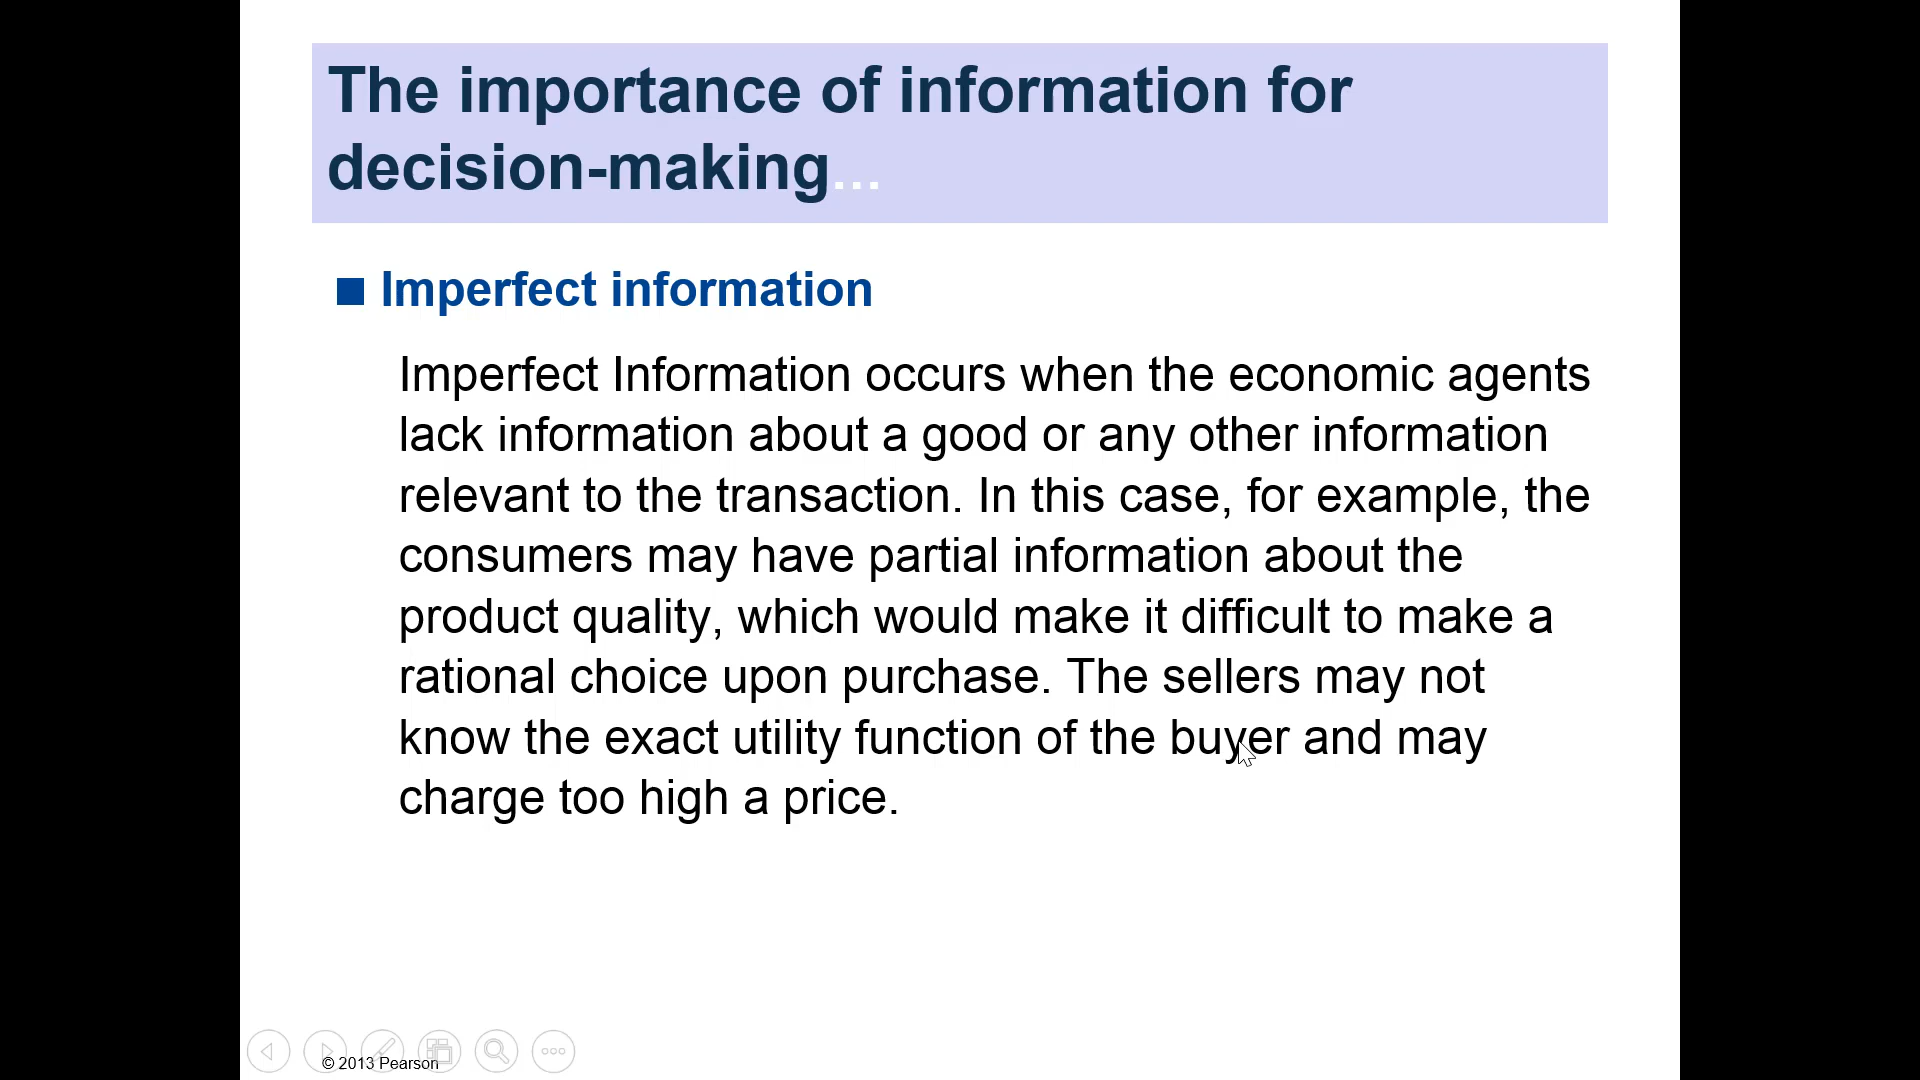 The importance of information for
decision-making...
Imperfect information
Imperfect Information occurs when the economic agents
lack information about a good or any other information
relevant to the transaction. In this case, for example, the
consumers may have partial information about the
product quality, which would make it difficult to make a
rational choice upon purchase. The sellers may not
know the exact utility function of the buyer and may
charge too high a price.
© 2013 Pearson